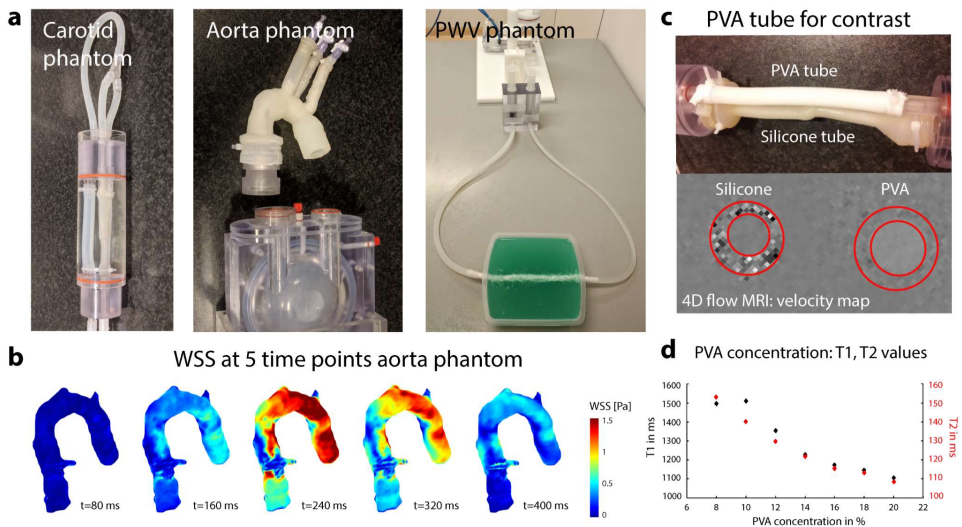 a
Carotid
phantom
Aorta phantom
PWV phantom
c
PVA tube for contrast
PVA tube
Silicone tube
Silicone
PVA
4D flow MRI: velocity map
b
WSS at 5 time points aorta phantom
t=80 ms
t=160 ms
t=240 ms
t=320 ms
t=400 ms
WSS [Pa]
1.5
1
0.5
0
d
PVA concentration: T1, T2 values
T1 in ms
1600
1500
1400
1300
1200
1100
1000
160
150
140
130
120
110
100
T2 in ms
6 8 10 12 14 16 18 20 22
PVA concentration in %